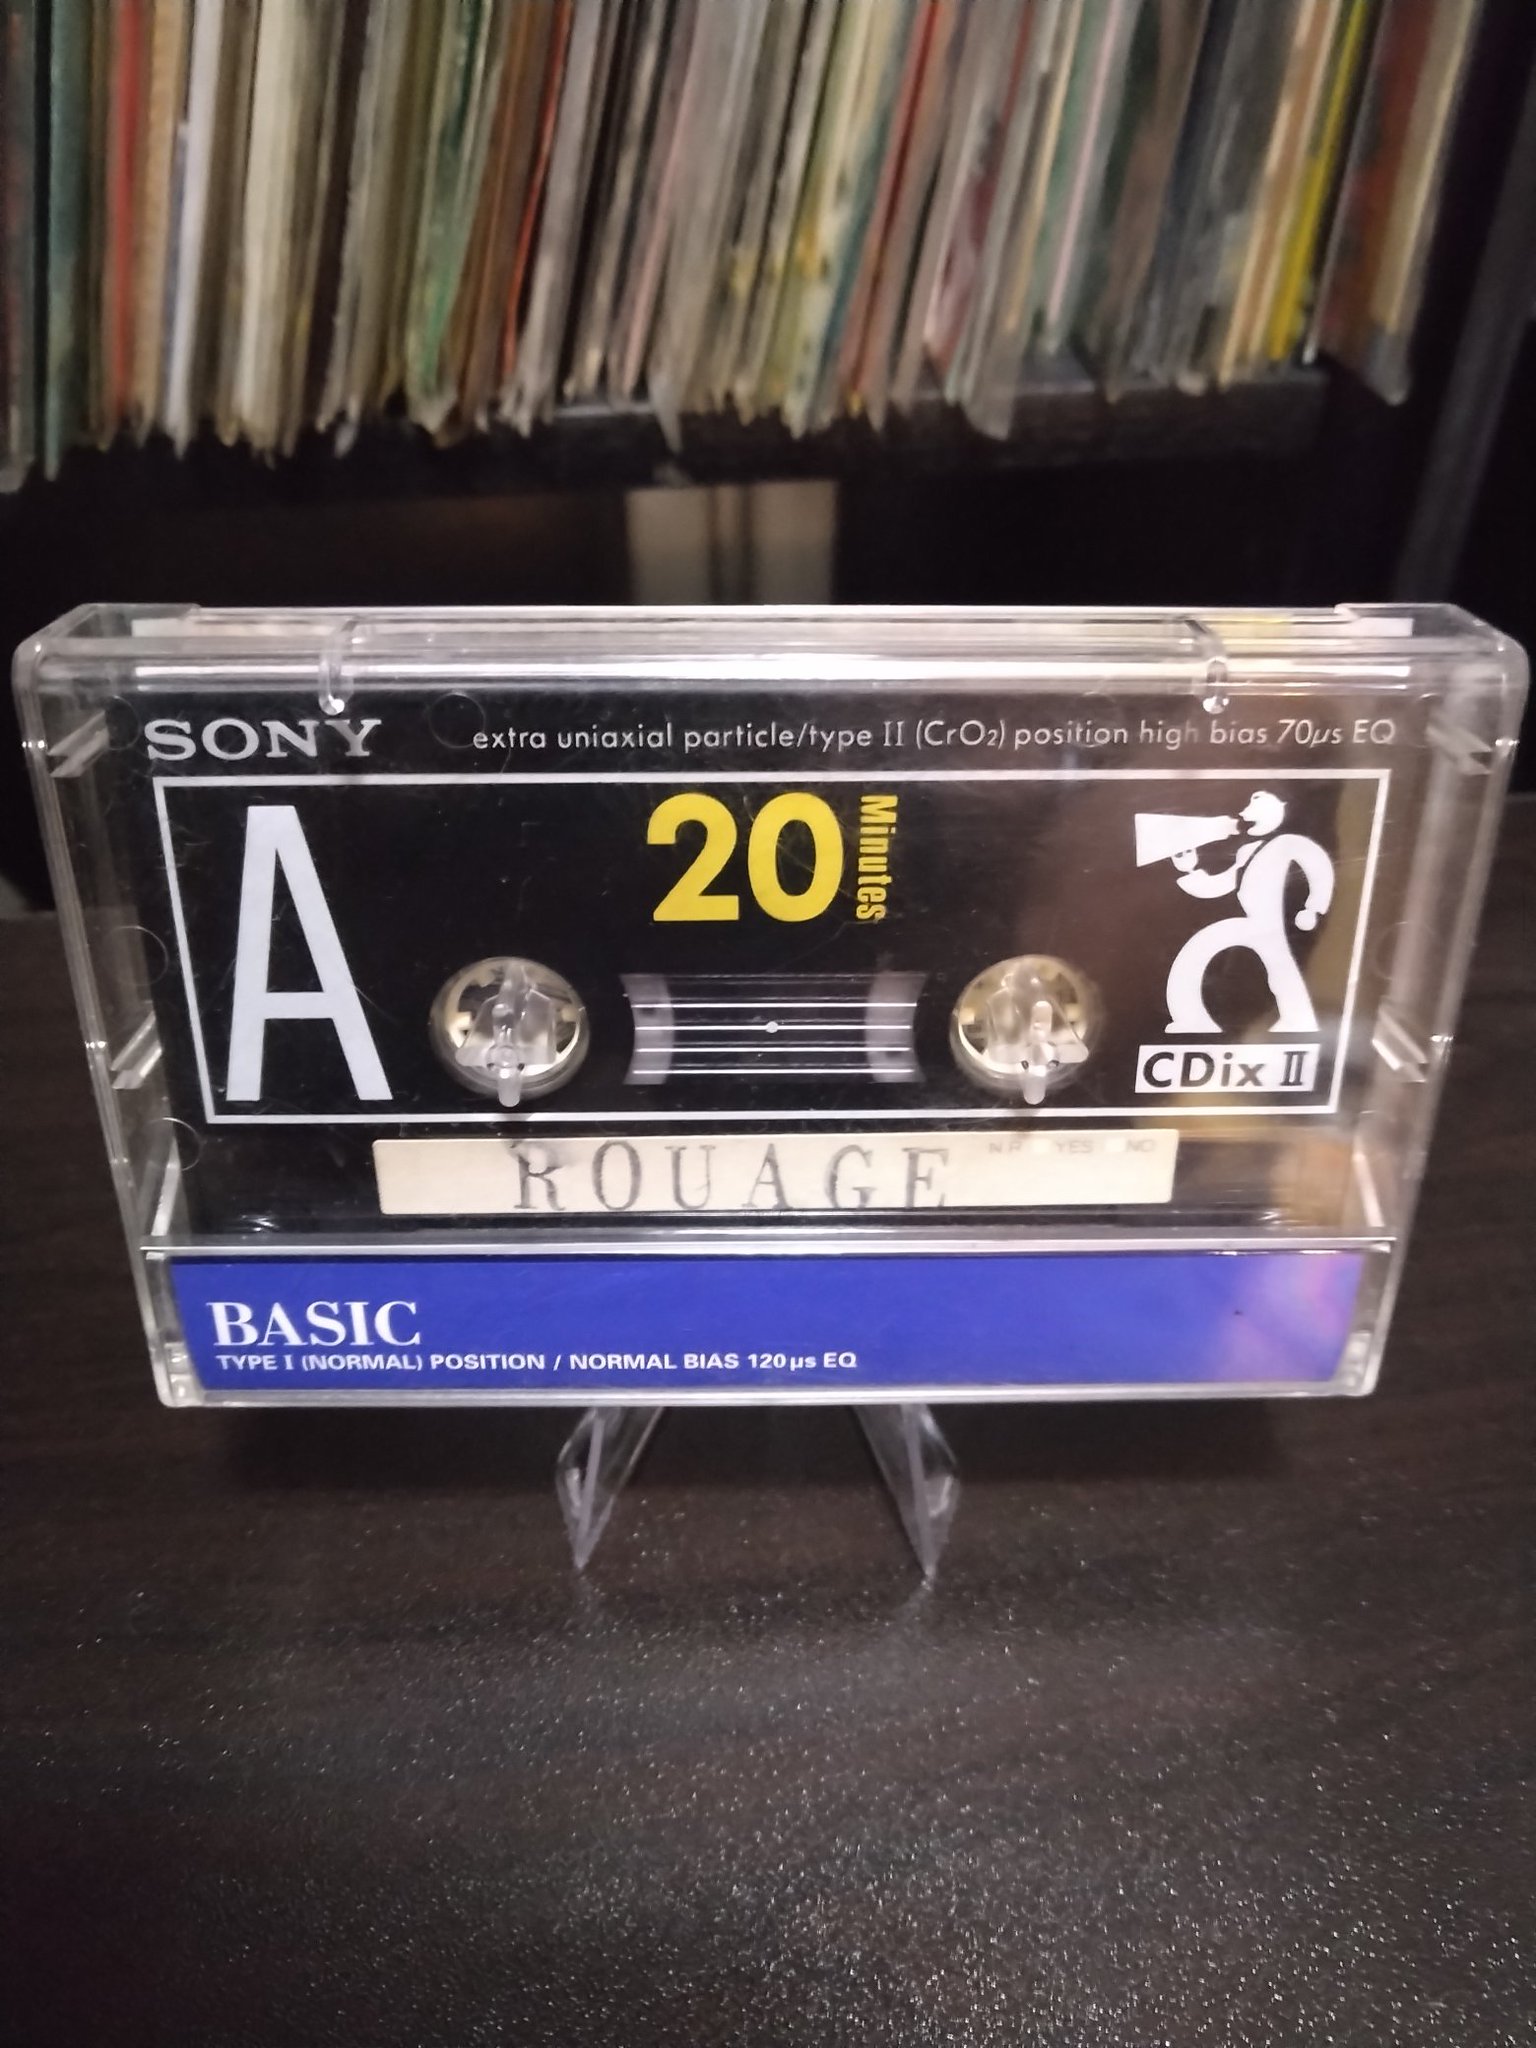 SONY
extra uniaxial particle/type II (CrO₂) position high bias 70µs EQ
A
20
Minutes
CDix II
ROUAGE
N R YES NO
BASIC
TYPE I (NORMAL) POSITION / NORMAL BIAS 120µs EQ